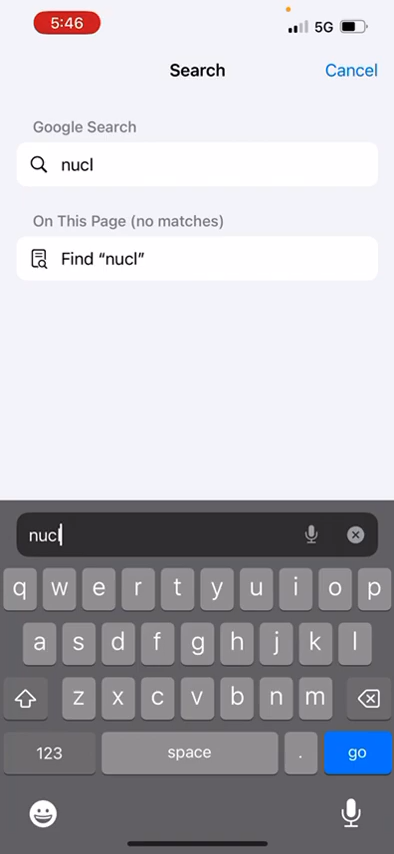 5:46
5G
Search
Cancel
Google Search
nucl
On This Page (no matches)
Find “nucl”
nucl
q w e r t y u i o p
a s d f g h j k l
z x c v b n m
123 space . go